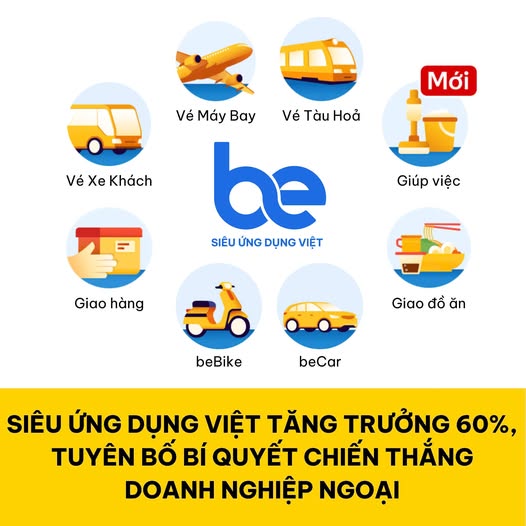 Vé Máy Bay
Vé Tàu Hoả
Mới
Vé Xe Khách
Giúp việc
be
SIÊU ỨNG DỤNG VIỆT
Giao hàng
Giao đồ ăn
beBike
beCar
SIÊU ỨNG DỤNG VIỆT TĂNG TRƯỞNG 60%,
TUYÊN BỐ BÍ QUYẾT CHIẾN THẮNG
DOANH NGHIỆP NGOẠI